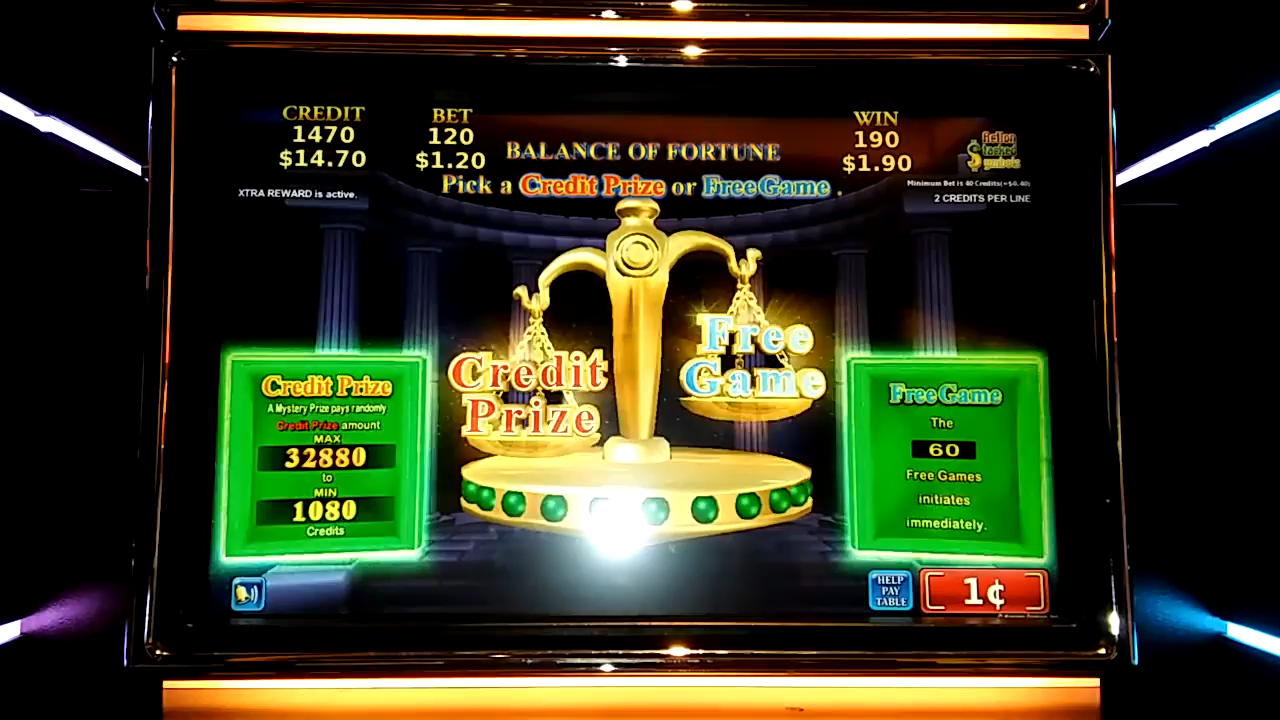 CREDIT
1470
$14.70
BET
120
$1.20
WIN
190
$1.90
Action
Stacked
Symbols
BALANCE OF FORTUNE
Pick a Credit Prize or Free Game .
XTRA REWARD is active.
Minimum Bet is 40 Credits(=$0.40)
2 CREDITS PER LINE
Credit
Prize
Free
Game
Credit Prize
A Mystery Prize pays randomly
Credit Prize amount
MAX
32880
to
MIN
1080
Credits
Free Game
The
60
Free Games
initiates
immediately.
HELP
PAY
TABLE
1¢